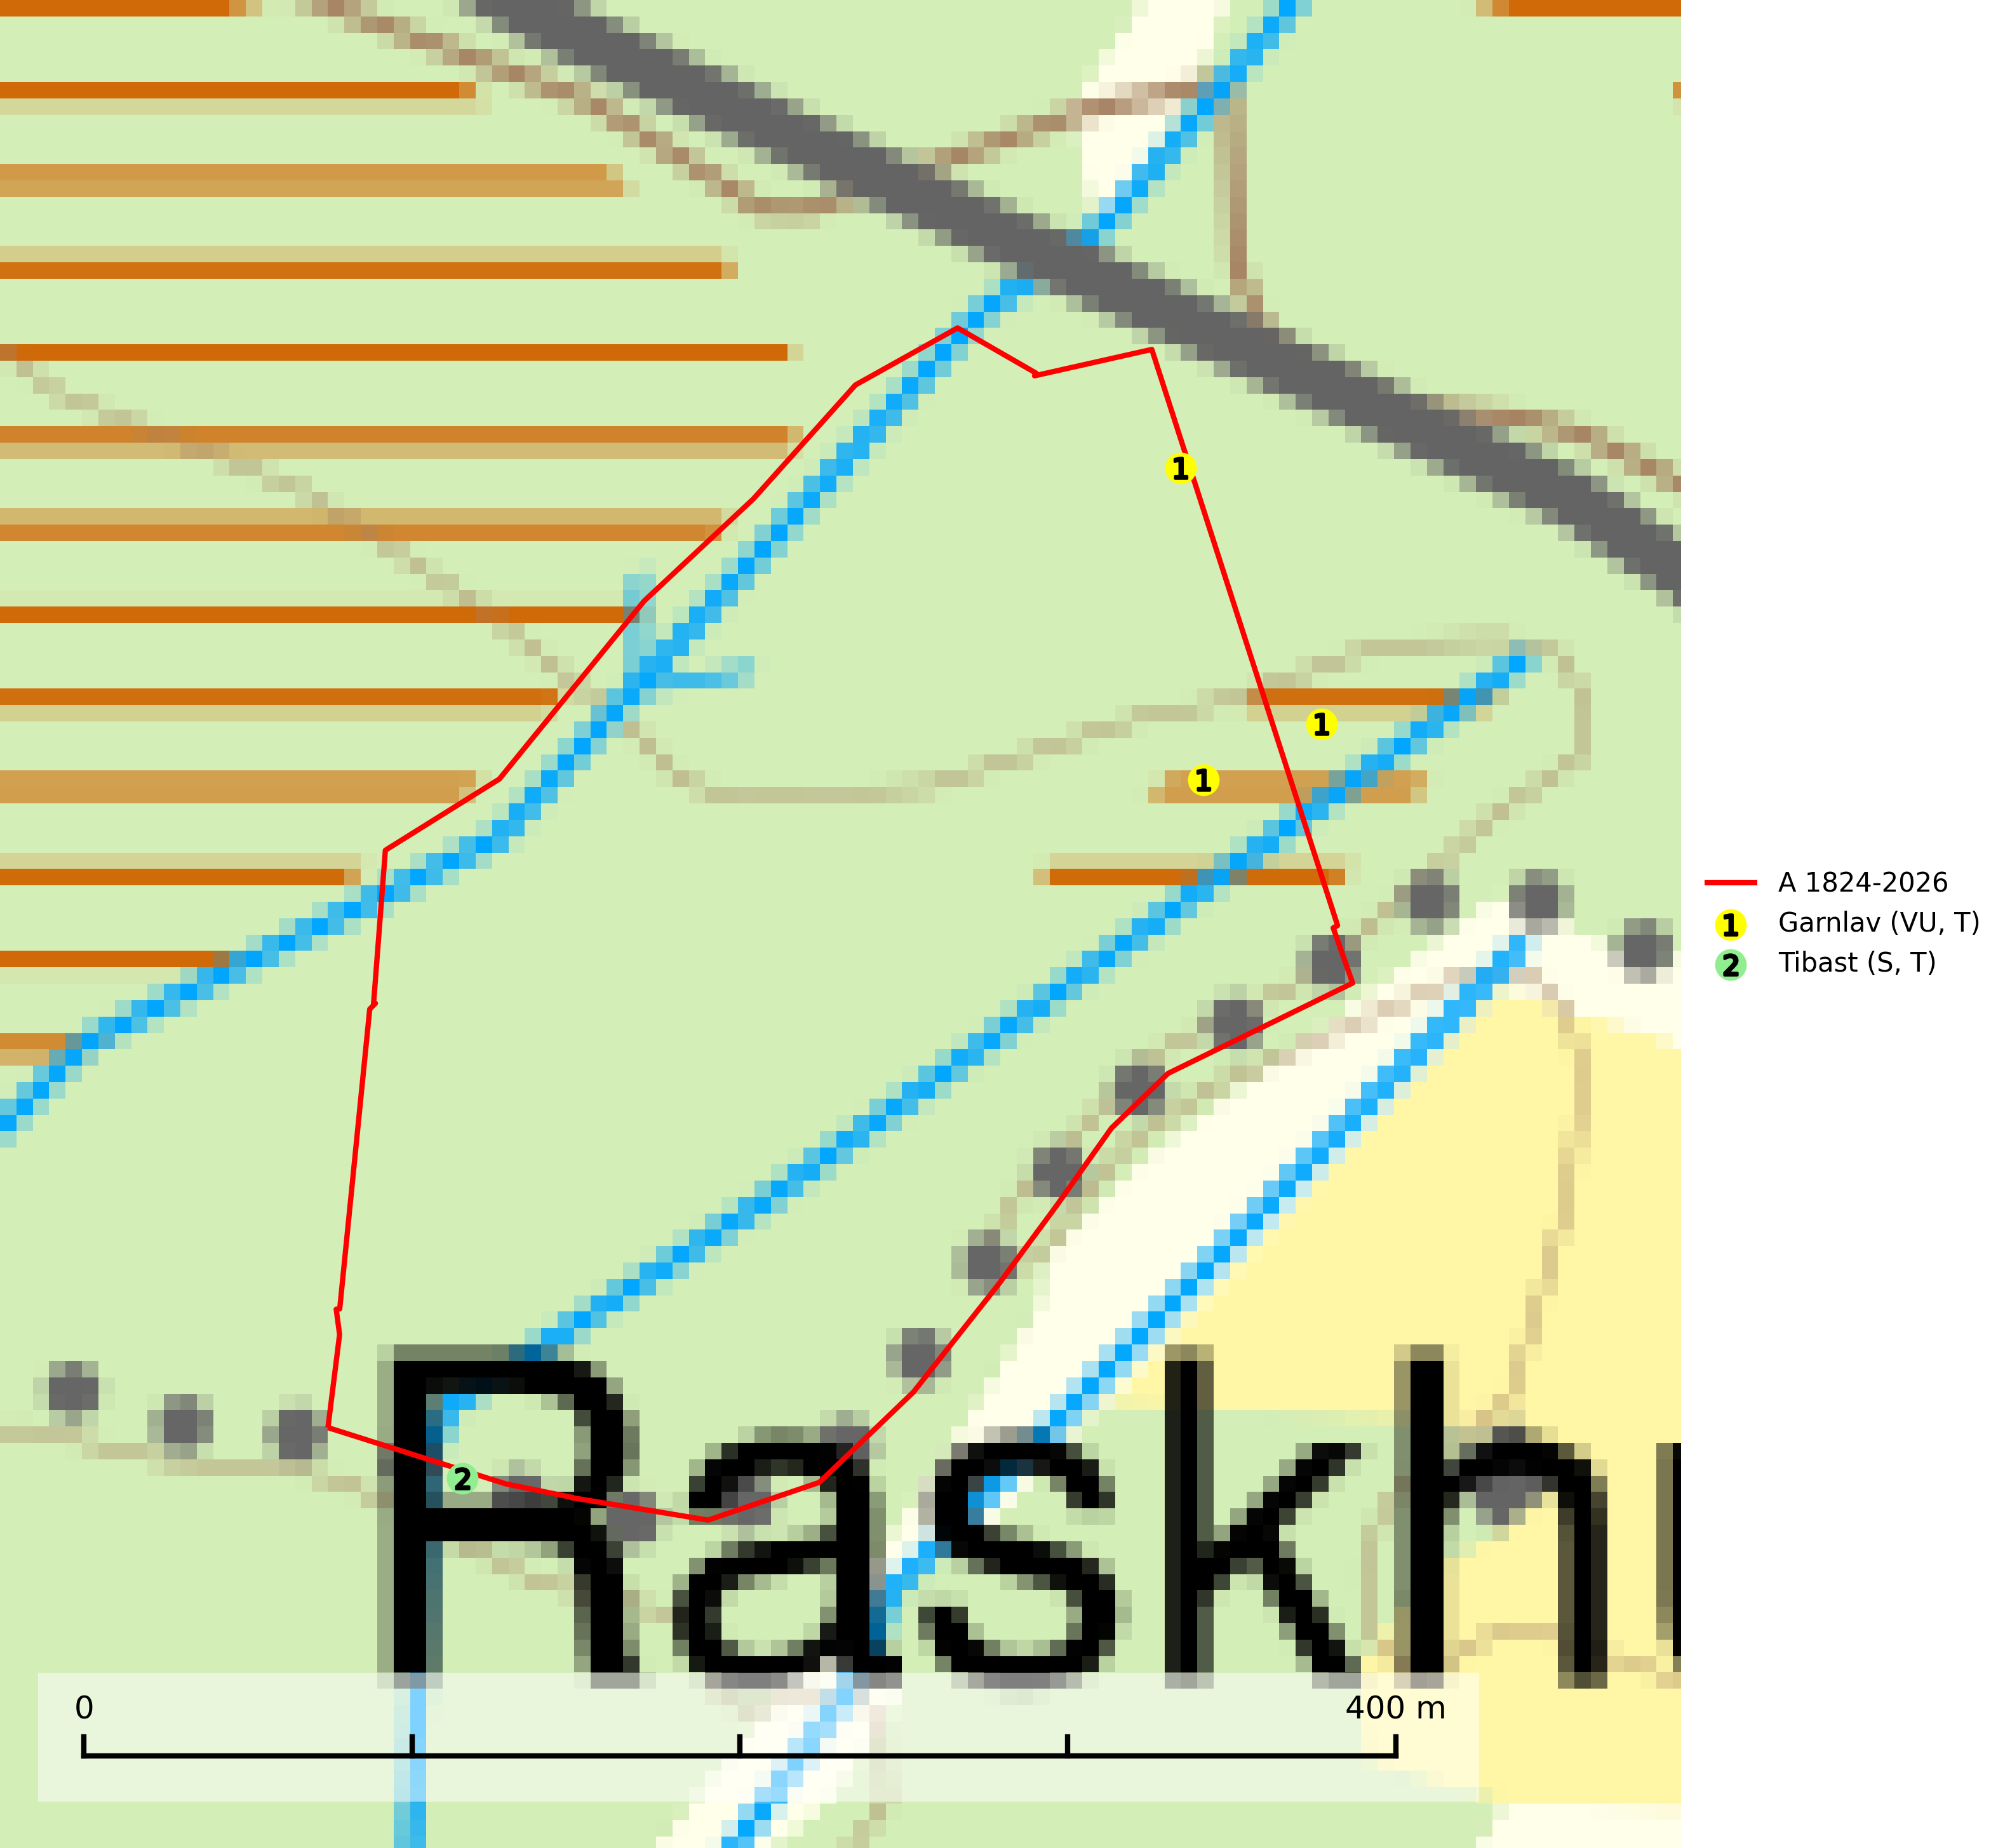 1
1
1
2
Raskh
0 400 m
A 1824-2026
1 Garnlav (VU, T)
2 Tibast (S, T)